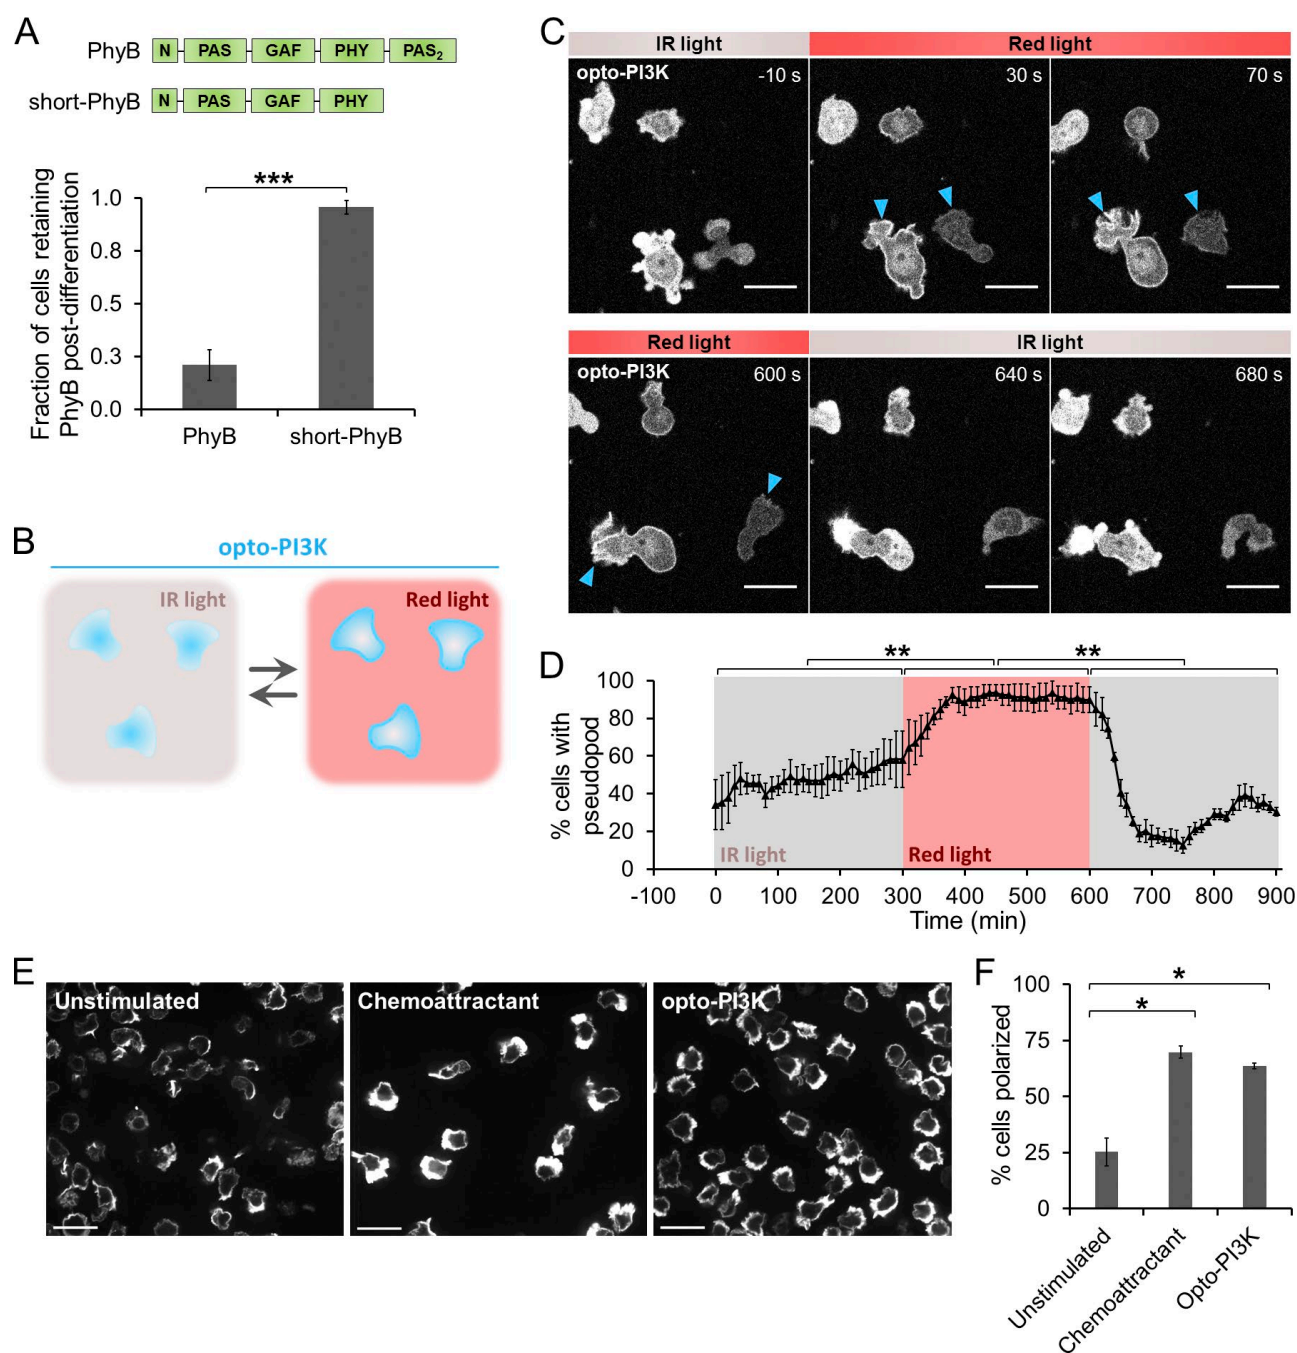 A
PhyB N PAS GAF PHY PAS2
short-PhyB N PAS GAF PHY
***
Fraction of cells retaining
PhyB post-differentiation
1.0
0.8
0.5
0.3
0.0
PhyB short-PhyB
B
opto-PI3K
IR light
Red light
C
IR light Red light
opto-PI3K -10 s 30 s 70 s
Red light IR light
opto-PI3K 600 s 640 s 680 s
D
** **
% cells with
pseudopod
100
80
60
40
20
0
IR light Red light
-100 0 100 200 300 400 500 600 700 800 900
Time (min)
E
Unstimulated Chemoattractant opto-PI3K
F
*
*
% cells polarized
100
75
50
25
0
Unstimulated
Chemoattractant
Opto-PI3K